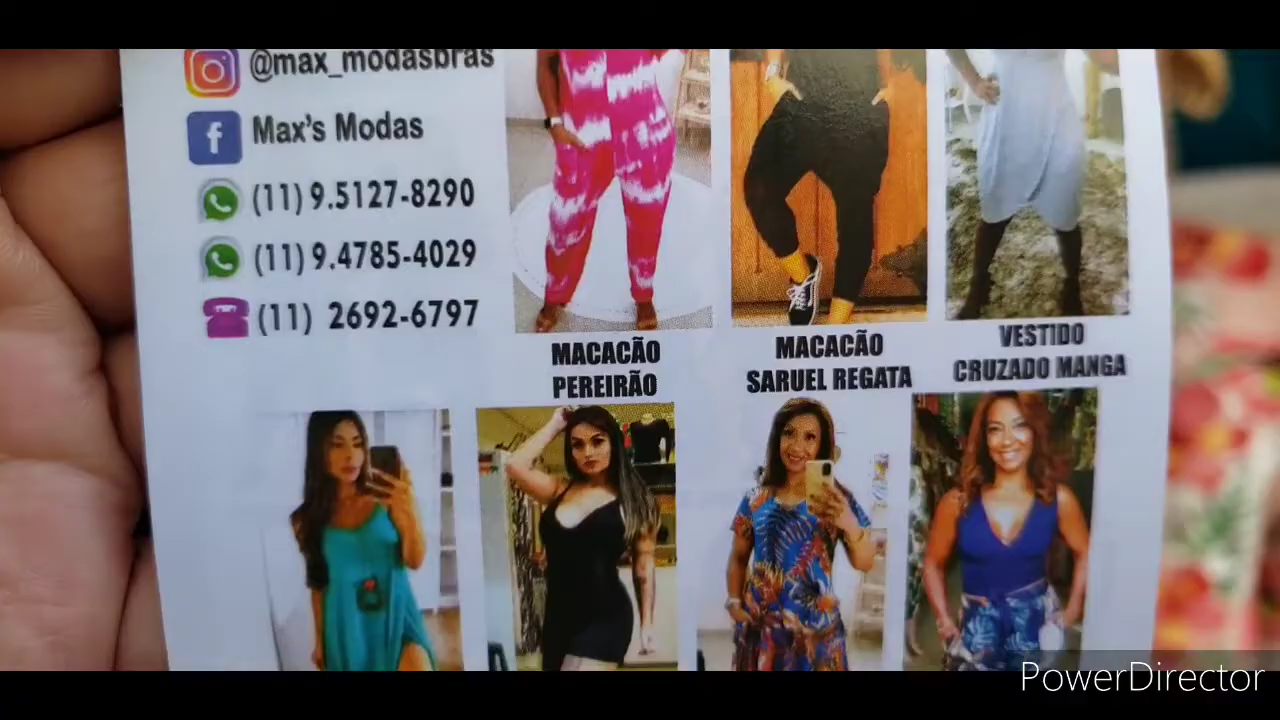 @max_modasbras
Max's Modas
(11) 9.5127-8290
(11) 9.4785-4029
(11) 2692-6797
MACACÃO
PEREIRÃO
MACACÃO
SARUEL REGATA
VESTIDO
CRUZADO MANGA
PowerDirector